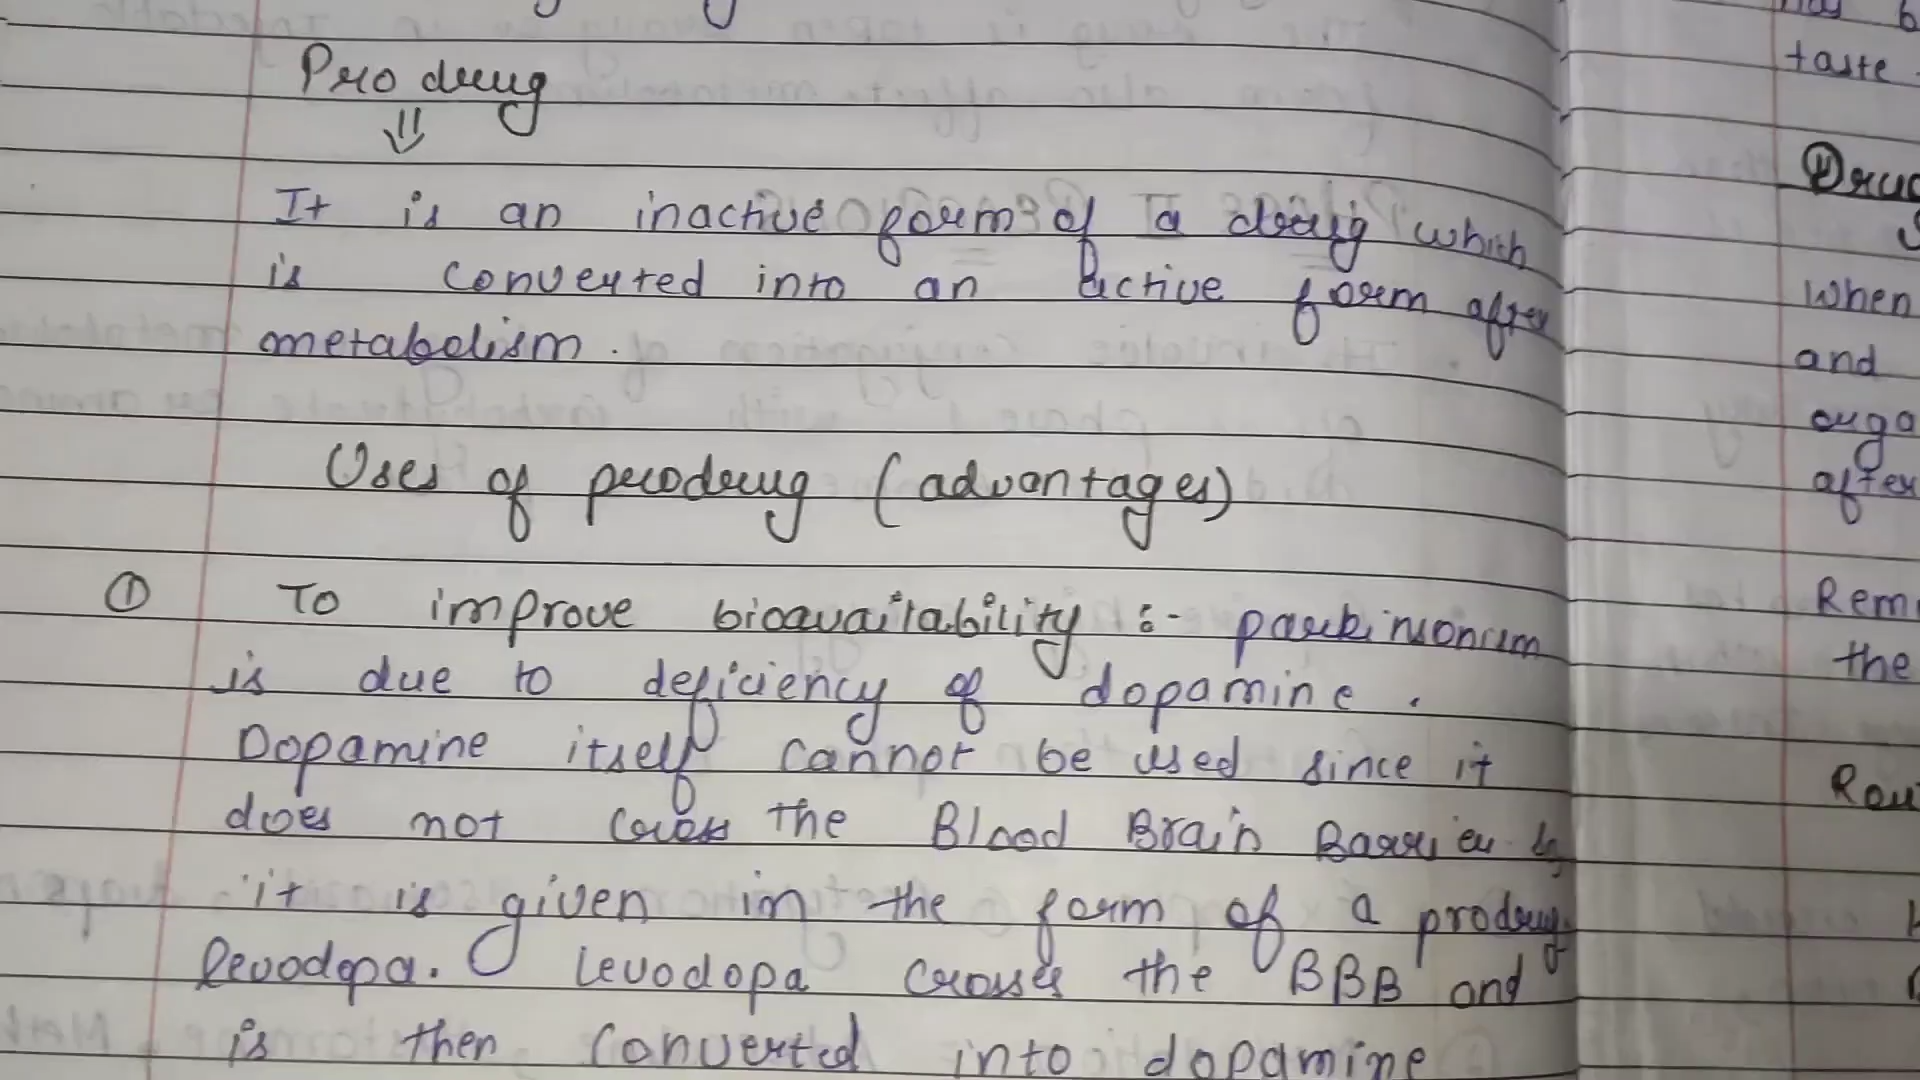 Prodrug
⇓
It is an inactive form of a drug which
is converted into an active form after
metabolism.
Uses of prodrug (advantages)
① To improve bioavailability :- parkinsonism
is due to deficiency of dopamine.
Dopamine itself cannot be used since it
does not cross the Blood Brain Barrier &
it is given in the form of a prodrug
levodopa. levodopa crosses the BBB and
is then converted into dopamine
taste
Drug
when
and
orga
after
Rem
the
Rou